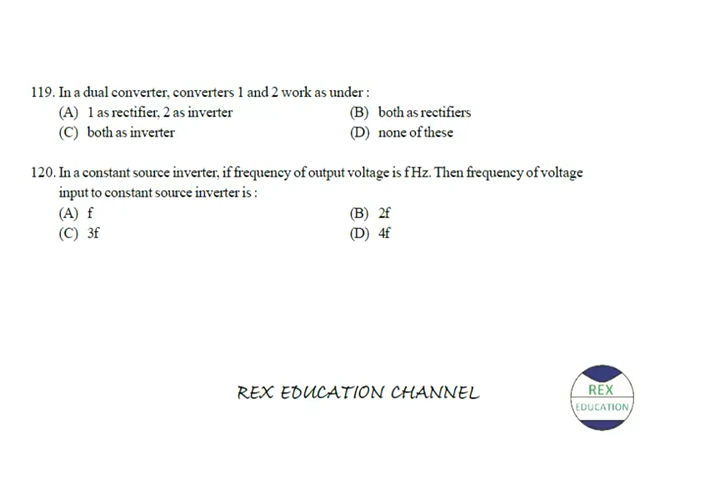 119. In a dual converter, converters 1 and 2 work as under :
(A) 1 as rectifier, 2 as inverter (B) both as rectifiers
(C) both as inverter (D) none of these
120. In a constant source inverter, if frequency of output voltage is f Hz. Then frequency of voltage
input to constant source inverter is :
(A) f (B) 2f
(C) 3f (D) 4f
REX EDUCATION CHANNEL
REX
EDUCATION